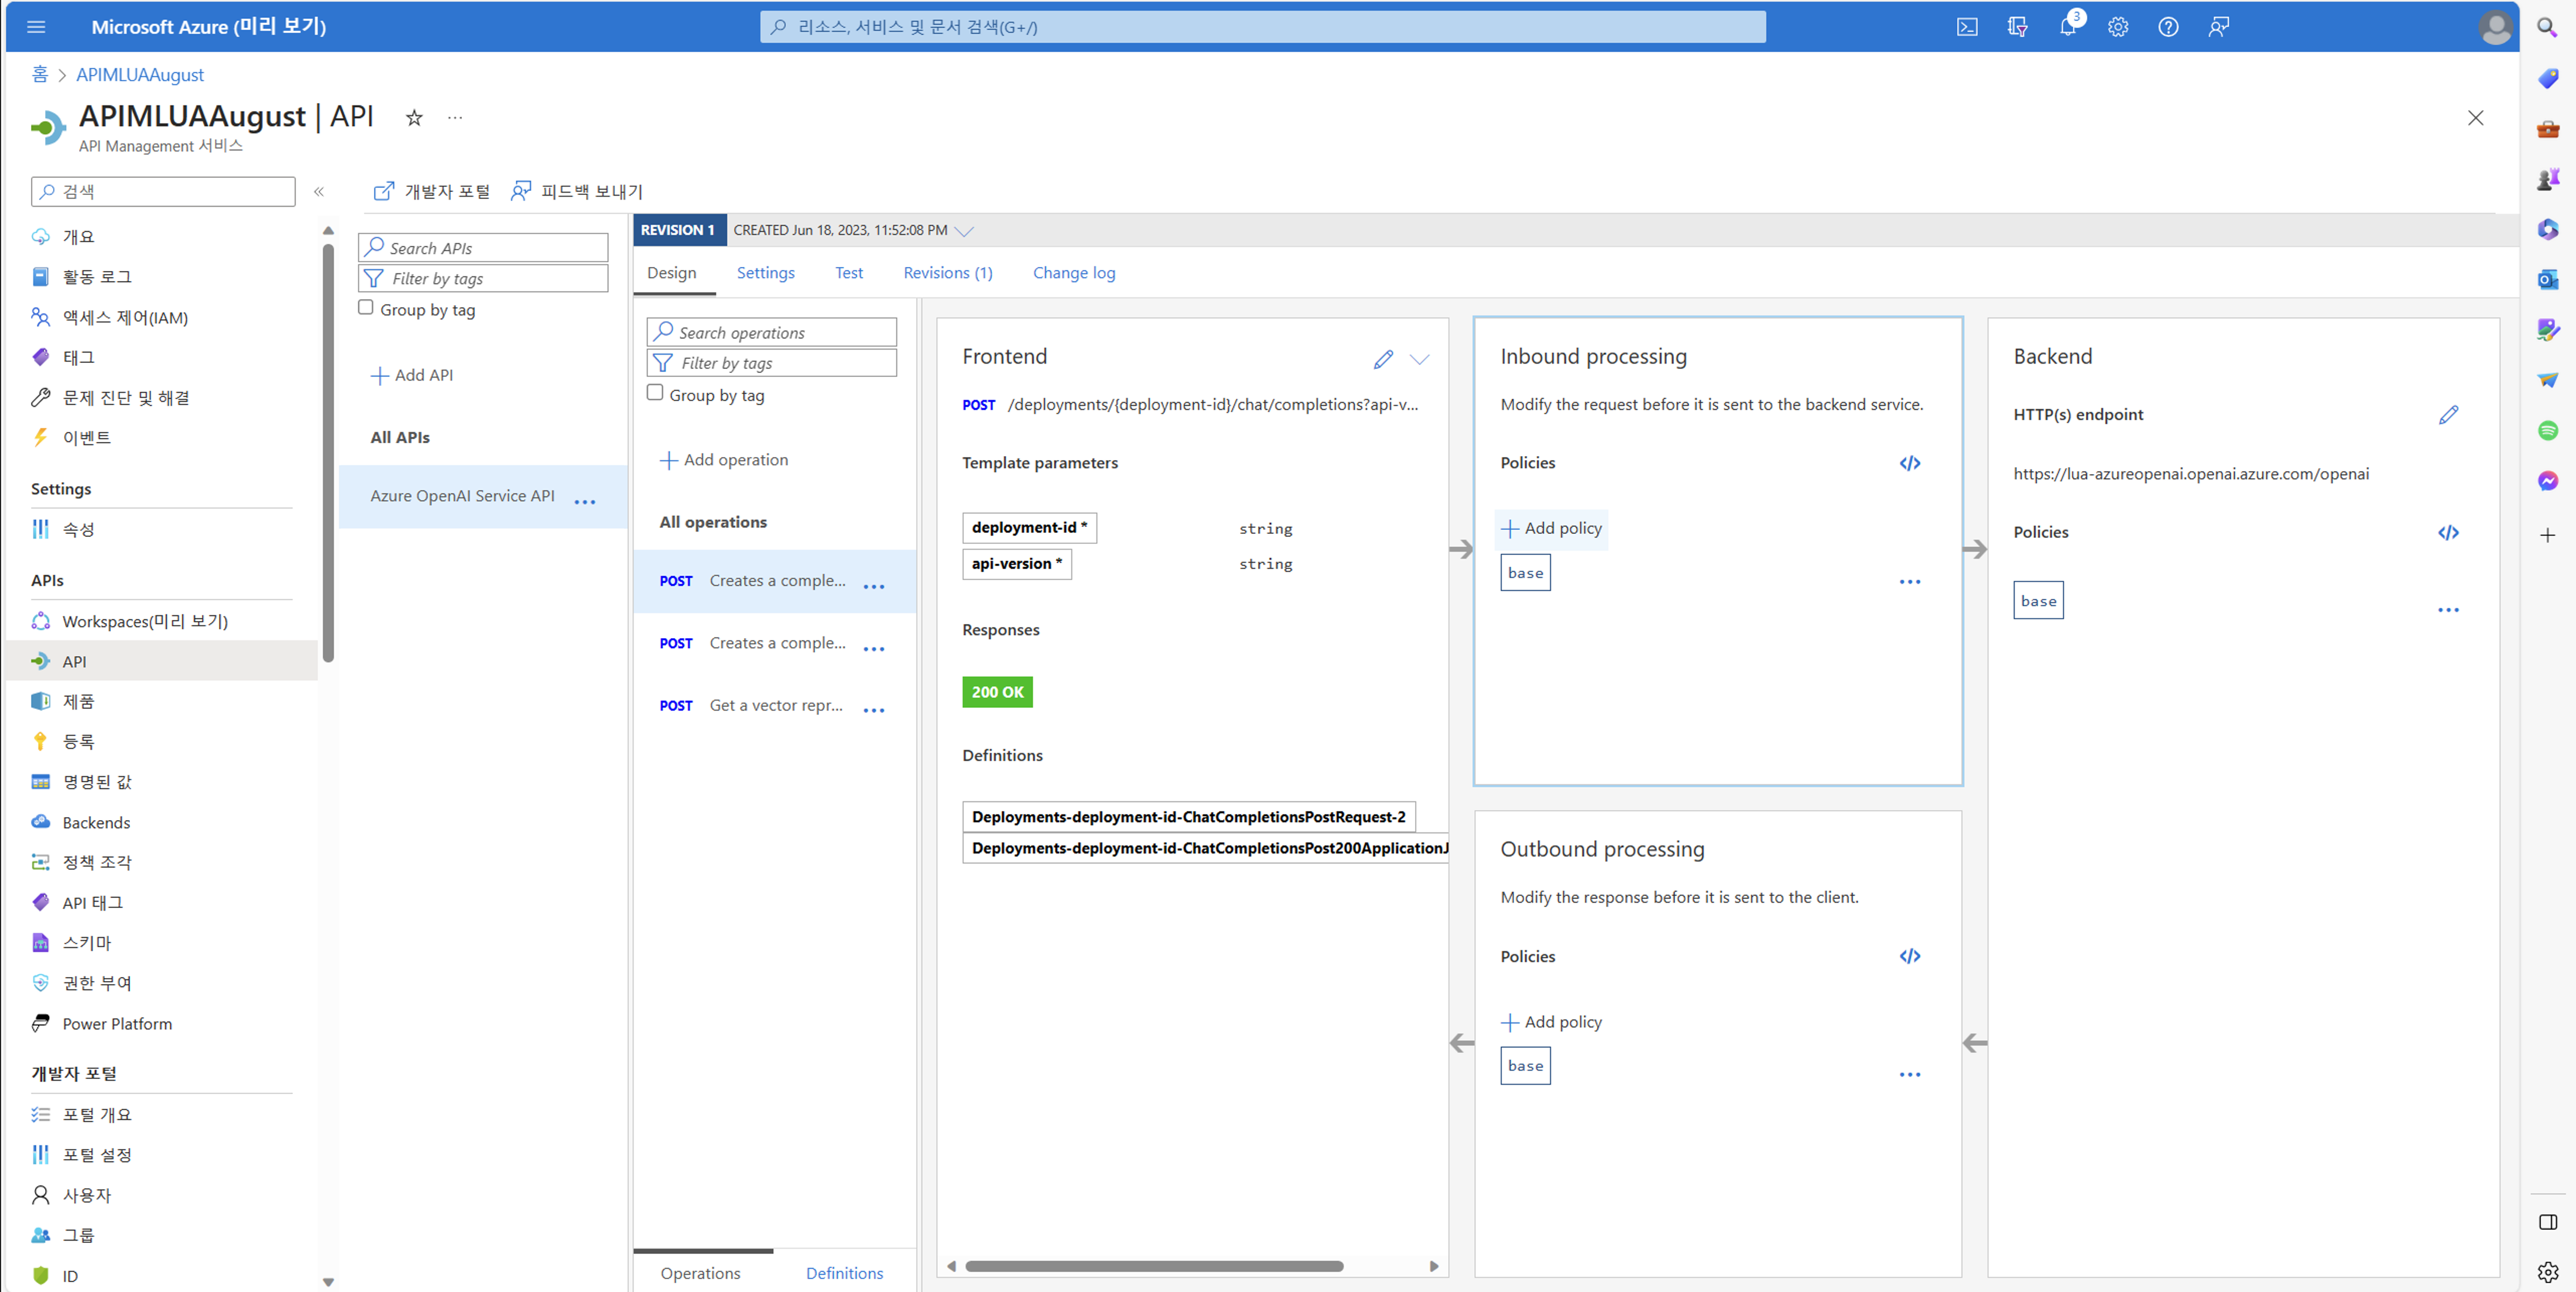 Microsoft Azure (미리 보기)
리소스, 서비스 및 문서 검색(G+/)
3
홈 > APIMLUAAugust
APIMLUAAugust | API
API Management 서비스
검색
개발자 포털
피드백 보내기
개요
활동 로그
액세스 제어(IAM)
태그
문제 진단 및 해결
이벤트
Settings
속성
APIs
Workspaces(미리 보기)
API
제품
등록
명명된 값
Backends
정책 조각
API 태그
스키마
권한 부여
Power Platform
개발자 포털
포털 개요
포털 설정
사용자
그룹
ID
Search APIs
Filter by tags
Group by tag
Add API
All APIs
Azure OpenAI Service API
REVISION 1
CREATED Jun 18, 2023, 11:52:08 PM
Design
Settings
Test
Revisions (1)
Change log
Search operations
Filter by tags
Group by tag
Add operation
All operations
POST Creates a comple...
POST Creates a comple...
POST Get a vector repr...
Operations
Definitions
Frontend
POST /deployments/{deployment-id}/chat/completions?api-v...
Template parameters
deployment-id * string
api-version * string
Responses
200 OK
Definitions
Deployments-deployment-id-ChatCompletionsPostRequest-2
Deployments-deployment-id-ChatCompletionsPost200ApplicationJ
Inbound processing
Modify the request before it is sent to the backend service.
Policies
</>
Add policy
base
Outbound processing
Modify the response before it is sent to the client.
Policies
</>
Add policy
base
Backend
HTTP(s) endpoint
https://lua-azureopenai.openai.azure.com/openai
Policies
</>
base